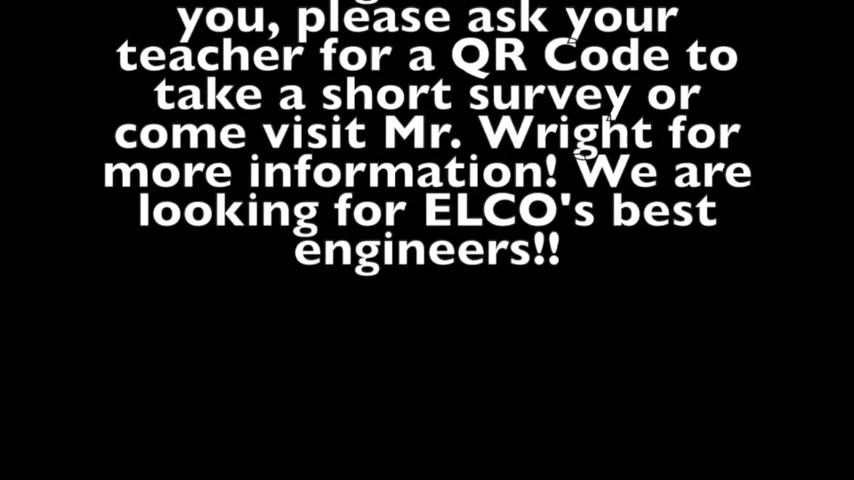 you, please ask your
teacher for a QR Code to
take a short survey or
come visit Mr. Wright for
more information! We are
looking for ELCO's best
engineers!!